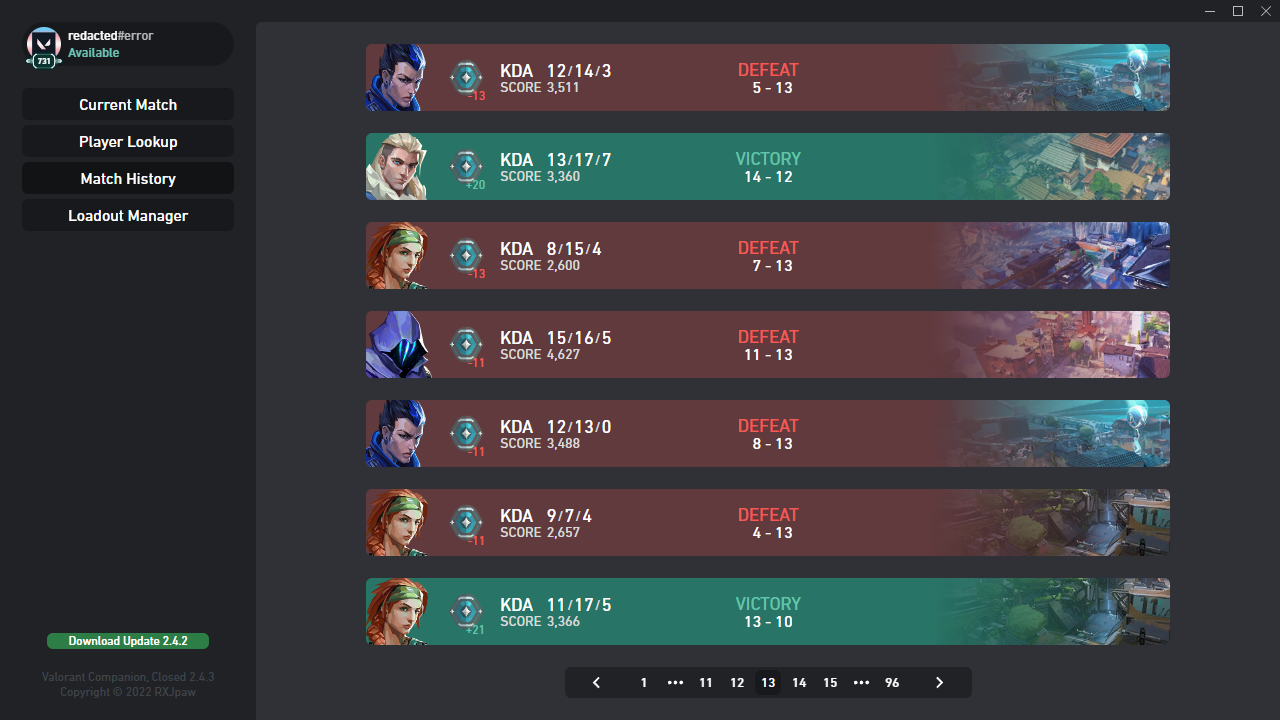 redacted#error
Available
731
Current Match
Player Lookup
Match History
Loadout Manager
KDA 12/14/3
SCORE 3,511
-13
DEFEAT
5 - 13
KDA 13/17/7
SCORE 3,360
+20
VICTORY
14 - 12
KDA 8/15/4
SCORE 2,600
-13
DEFEAT
7 - 13
KDA 15/16/5
SCORE 4,627
-11
DEFEAT
11 - 13
KDA 12/13/0
SCORE 3,488
-11
DEFEAT
8 - 13
KDA 9/7/4
SCORE 2,657
-11
DEFEAT
4 - 13
KDA 11/17/5
SCORE 3,366
+21
VICTORY
13 - 10
Download Update 2.4.2
Valorant Companion, Closed 2.4.3
Copyright © 2022 RXJpaw
1 ••• 11 12 13 14 15 ••• 96